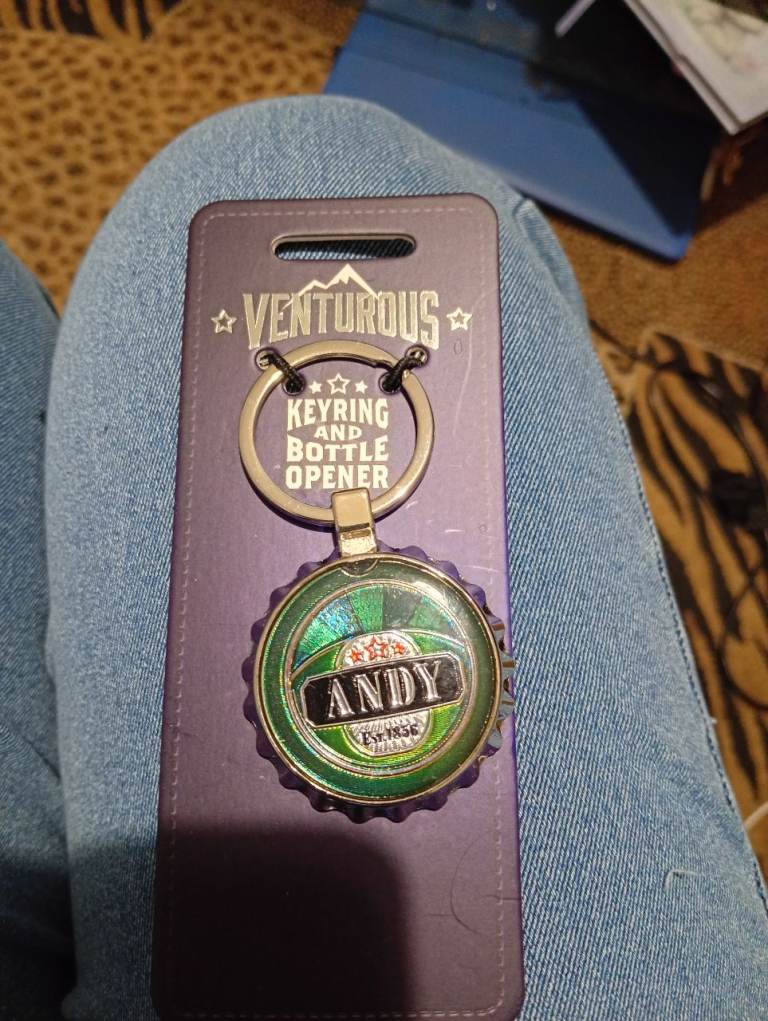 VENTUROUS
KEYRING
AND
BOTTLE
OPENER
ANDY
EST.1856